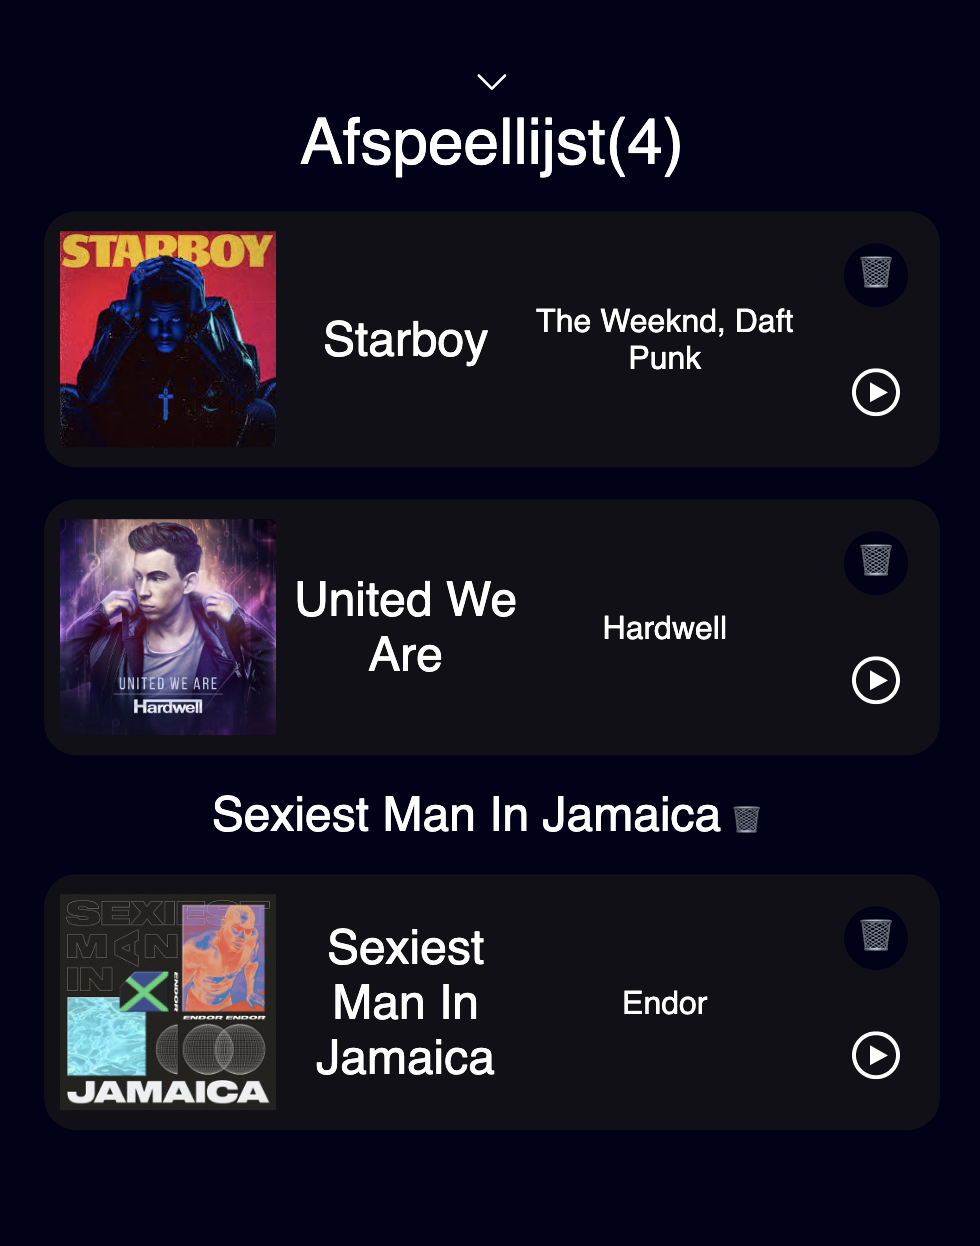 Afspeellijst(4)
STARBOY
Starboy
The Weeknd, Daft
Punk
UNITED WE ARE
Hardwell
United We
Are
Hardwell
Sexiest Man In Jamaica
SEXIEST
MAN
IN
ENDOR
ENDOR ENDOR
JAMAICA
Sexiest
Man In
Jamaica
Endor